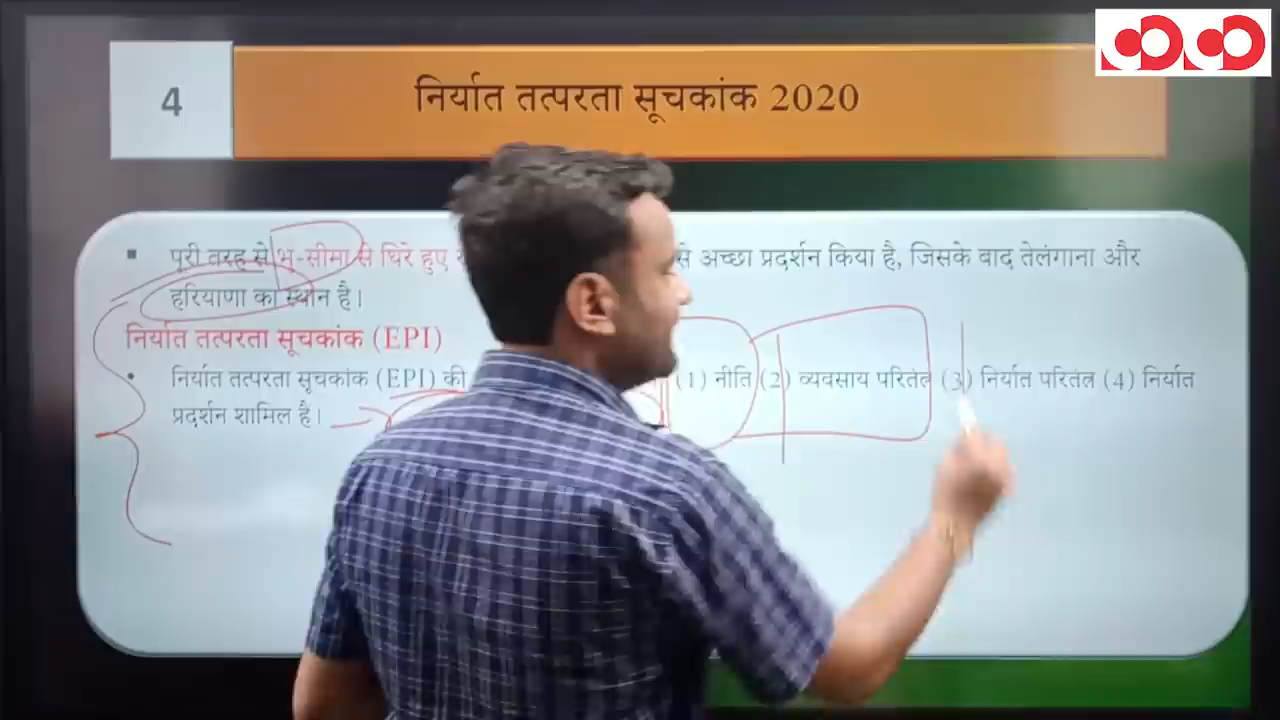 4
निर्यात तत्परता सूचकांक 2020
पूरी तरह से भू-सीमा से घिरे हुए से अच्छा प्रदर्शन किया है, जिसके बाद तेलंगाना और
हरियाणा का स्थान है।
निर्यात तत्परता सूचकांक (EPI)
निर्यात तत्परता सूचकांक (EPI) की (1) नीति (2) व्यवसाय परितंत्र (3) निर्यात परितंत्र (4) निर्यात
प्रदर्शन शामिल है।